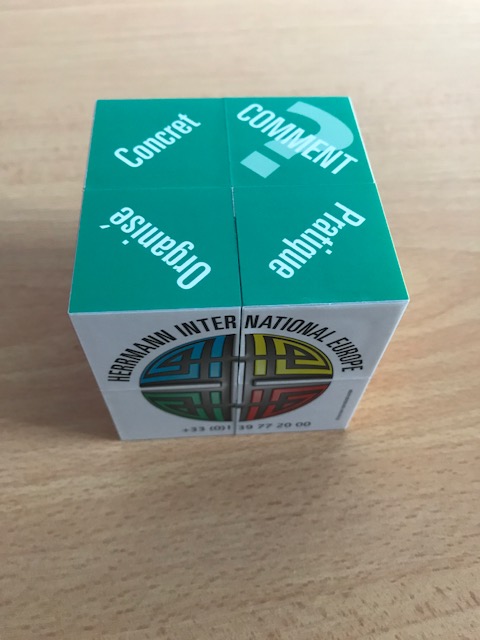 Concret
COMMENT
?
Organisé
Pratique
HERRMANN INTERNATIONAL EUROPE
+33 (0)1 39 77 20 00